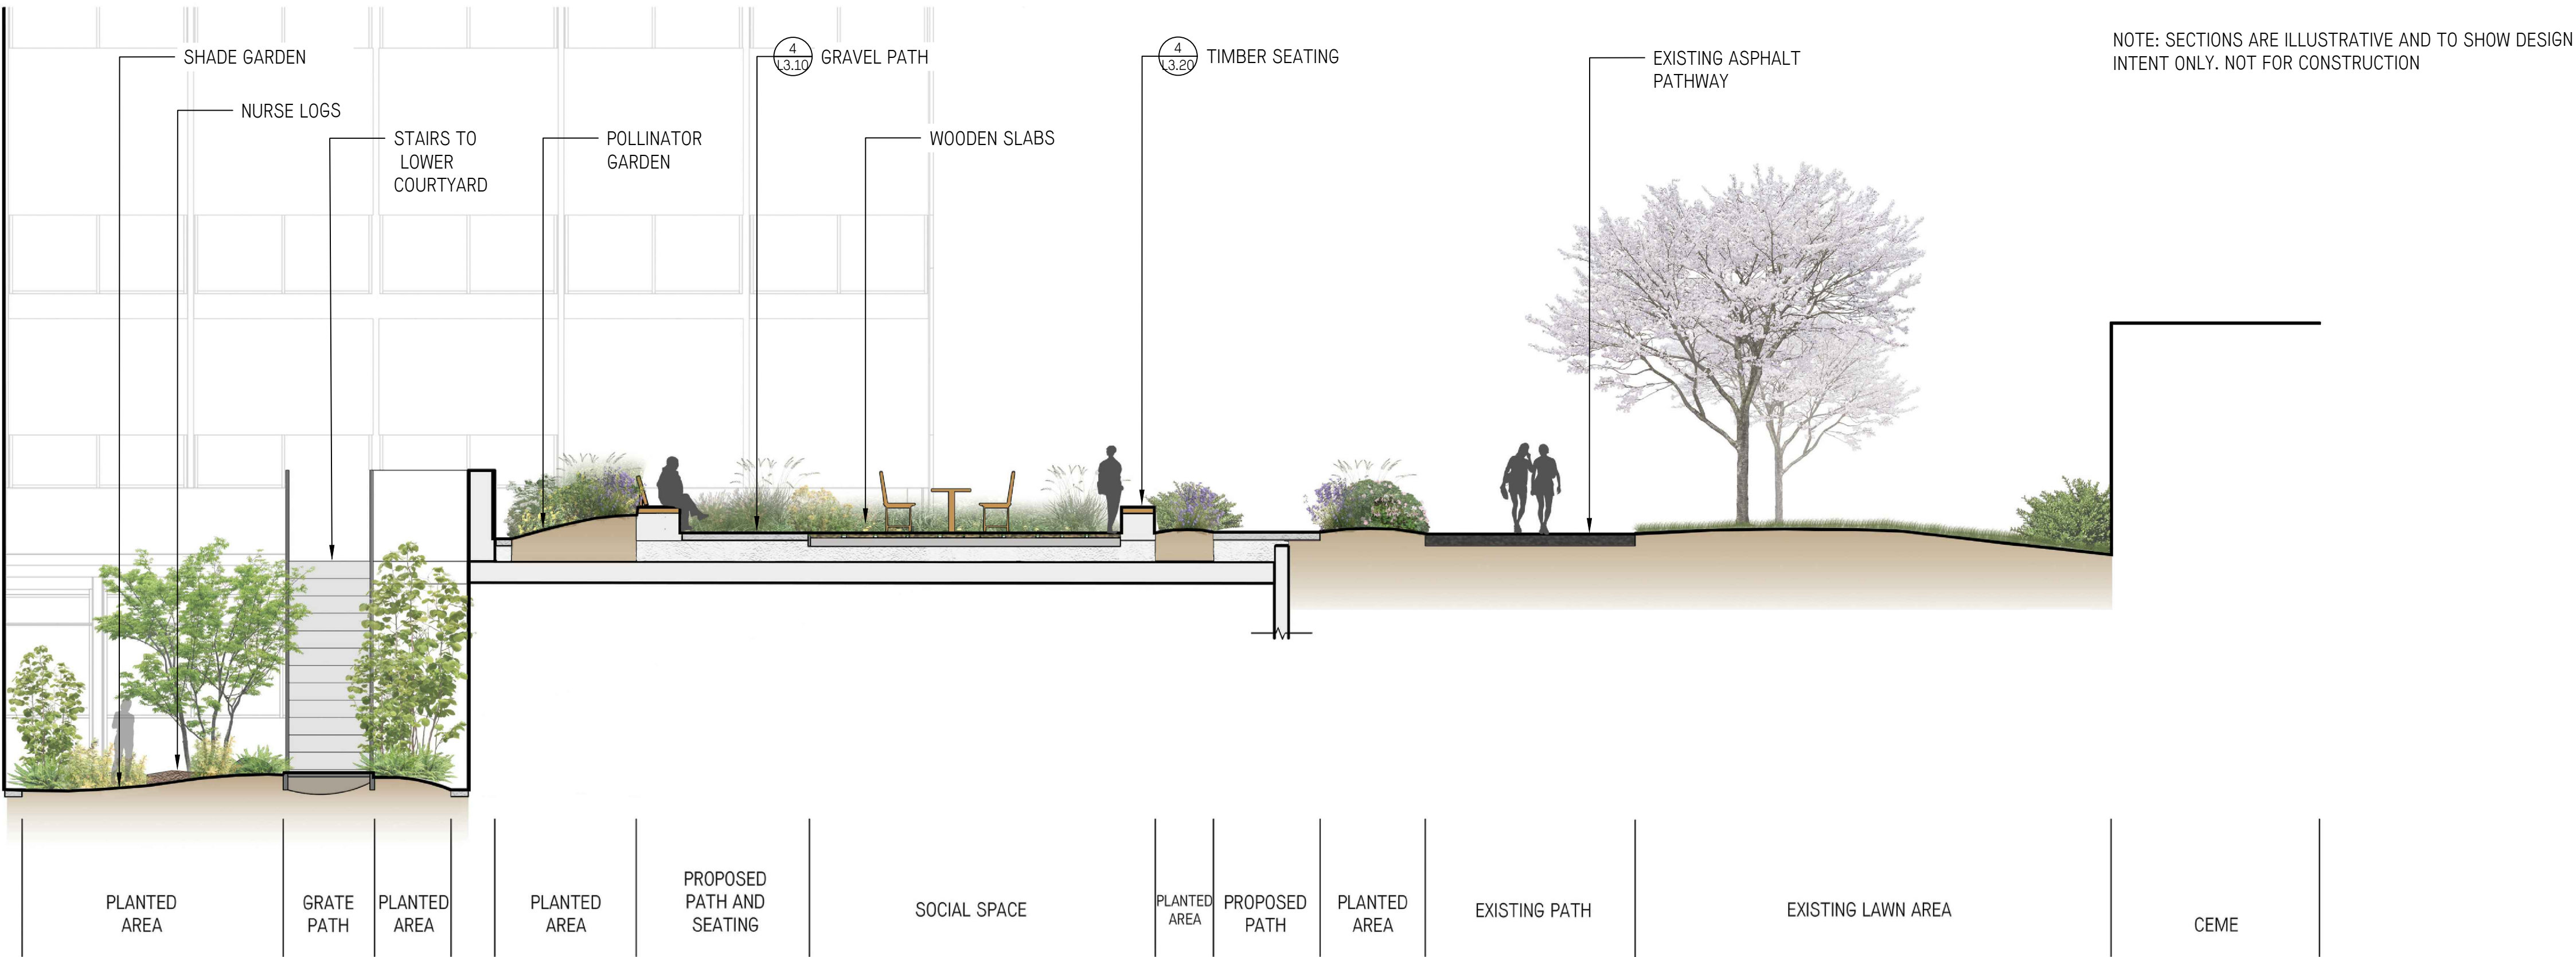 SHADE GARDEN
NURSE LOGS
STAIRS TO
LOWER
COURTYARD
POLLINATOR
GARDEN
4
L3.10
GRAVEL PATH
WOODEN SLABS
4
L3.20
TIMBER SEATING
EXISTING ASPHALT
PATHWAY
NOTE: SECTIONS ARE ILLUSTRATIVE AND TO SHOW DESIGN
INTENT ONLY. NOT FOR CONSTRUCTION
PLANTED
AREA
GRATE
PATH
PLANTED
AREA
PLANTED
AREA
PROPOSED
PATH AND
SEATING
SOCIAL SPACE
PLANTED
AREA
PROPOSED
PATH
PLANTED
AREA
EXISTING PATH
EXISTING LAWN AREA
CEME